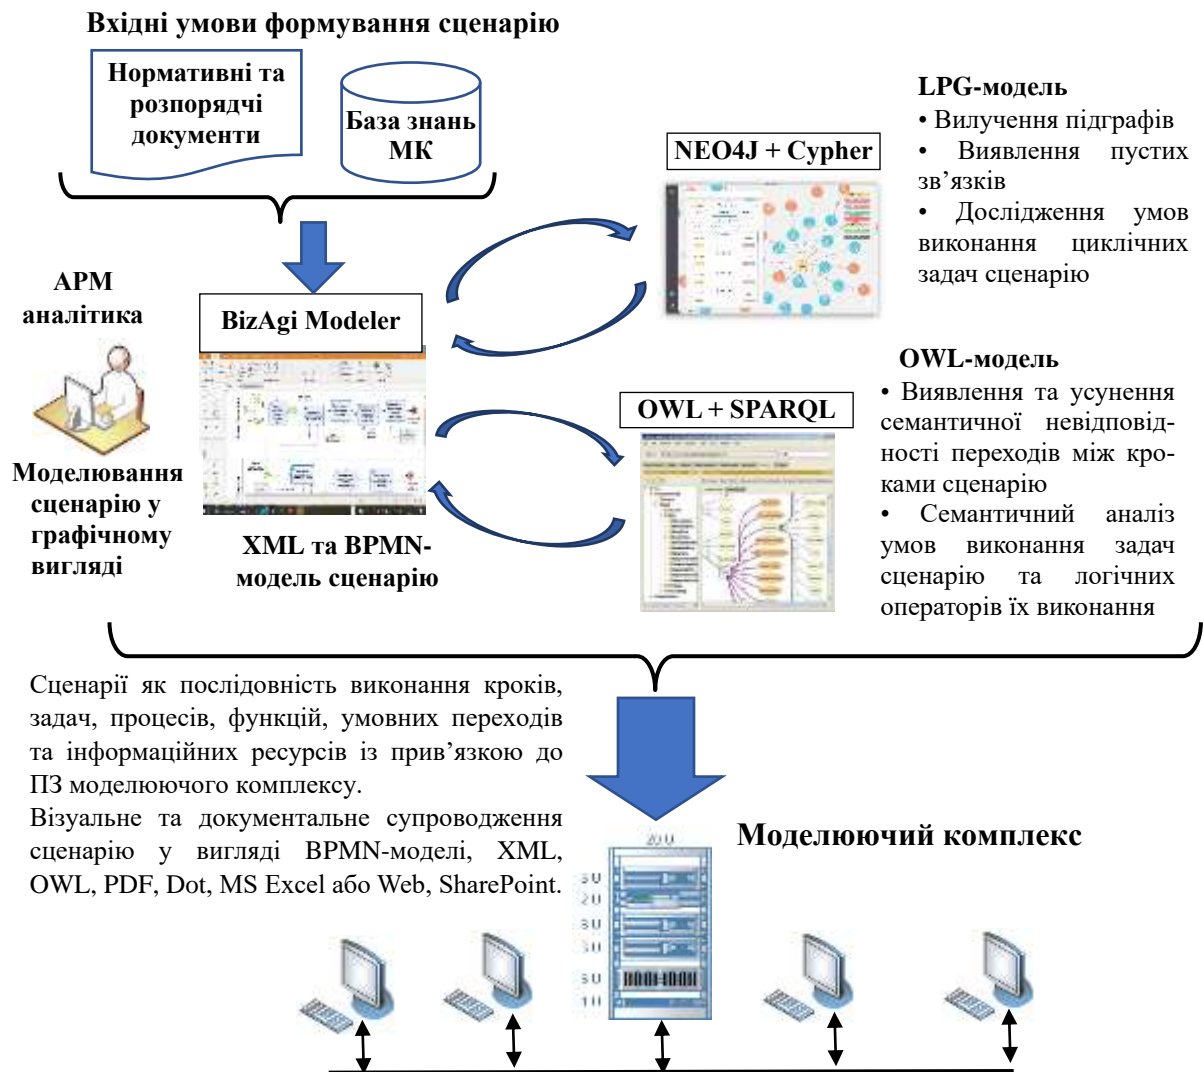 Вхідні умови формування сценарію
Нормативні та
розпорядчі
документи
База знань
МК
NEO4J + Cypher
LPG-модель
• Вилучення підграфів
• Виявлення пустих
зв’язків
• Дослідження умов
виконання циклічних
задач сценарію
АРМ
аналітика
BizAgi Modeler
Моделювання
сценарію у
графічному
вигляді
XML та BPMN-
модель сценарію
OWL + SPARQL
OWL-модель
• Виявлення та усунення
семантичної невідповід-
ності переходів між кро-
ками сценарію
• Семантичний аналіз
умов виконання задач
сценарію та логічних
операторів їх виконання
Сценарії як послідовність виконання кроків,
задач, процесів, функцій, умовних переходів
та інформаційних ресурсів із прив’язкою до
ПЗ моделюючого комплексу.
Візуальне та документальне супроводження
сценарію у вигляді BPMN-моделі, XML,
OWL, PDF, Dot, MS Excel або Web, SharePoint.
Моделюючий комплекс
20 U
2 U
1 U